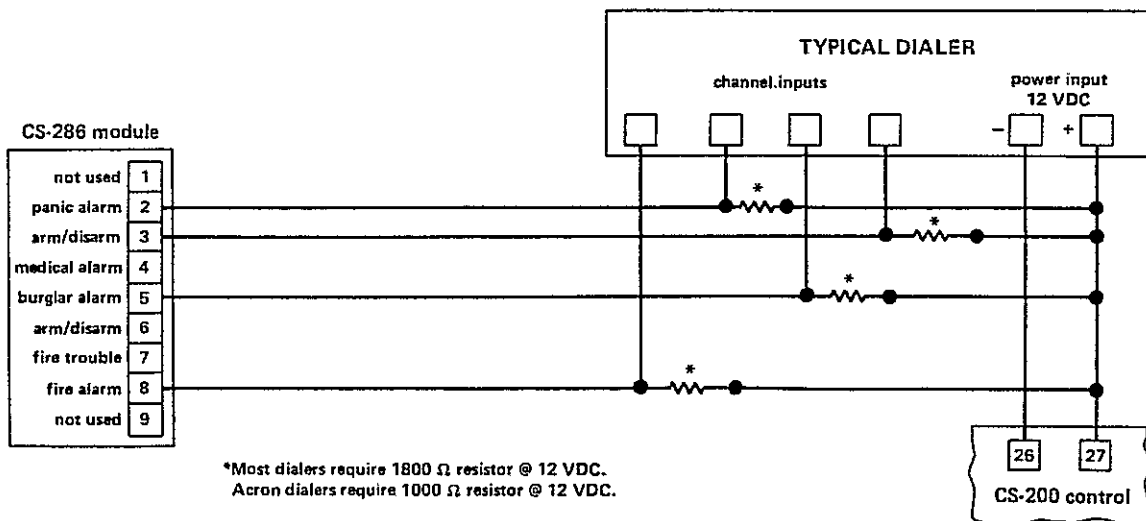 TYPICAL DIALER
channel.inputs
power input
12 VDC
− +
CS-286 module
not used 1
panic alarm 2
arm/disarm 3
medical alarm 4
burglar alarm 5
arm/disarm 6
fire trouble 7
fire alarm 8
not used 9
*
*
*
*
26 27
CS-200 control
*Most dialers require 1800 Ω resistor @ 12 VDC.
Acron dialers require 1000 Ω resistor @ 12 VDC.